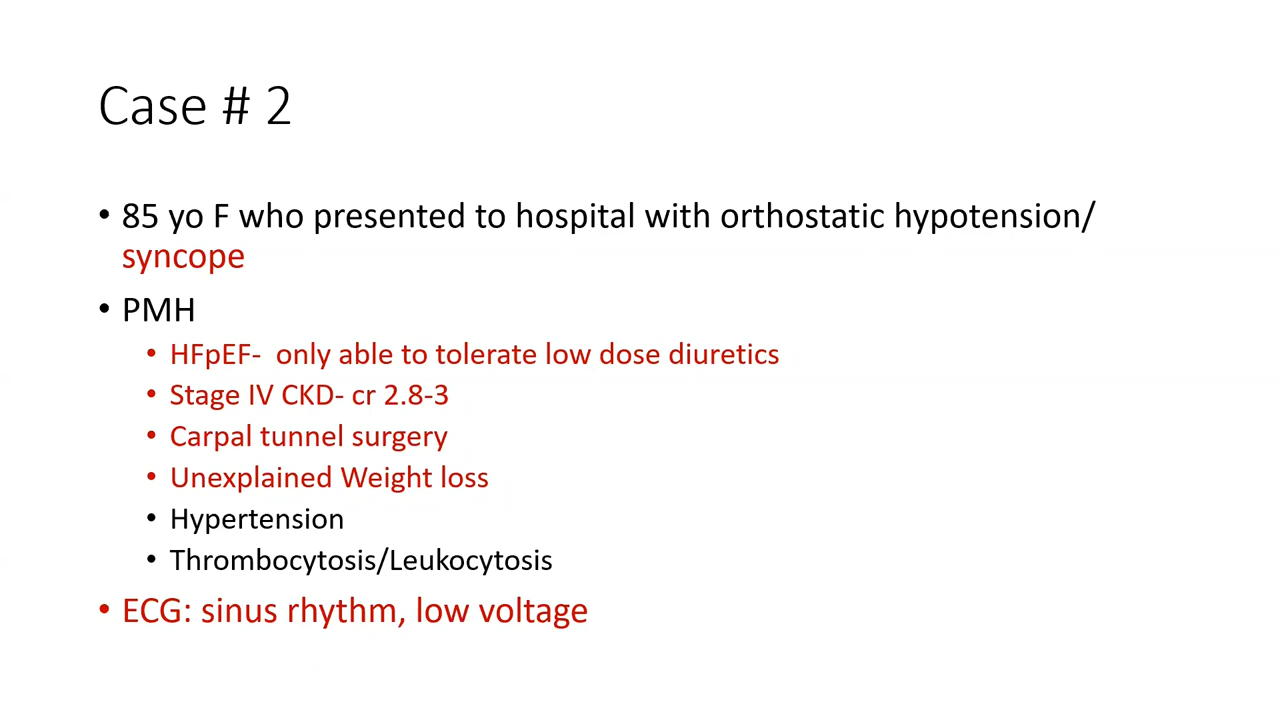 Case # 2
• 85 yo F who presented to hospital with orthostatic hypotension/
syncope
• PMH
• HFpEF- only able to tolerate low dose diuretics
• Stage IV CKD- cr 2.8-3
• Carpal tunnel surgery
• Unexplained Weight loss
• Hypertension
• Thrombocytosis/Leukocytosis
• ECG: sinus rhythm, low voltage